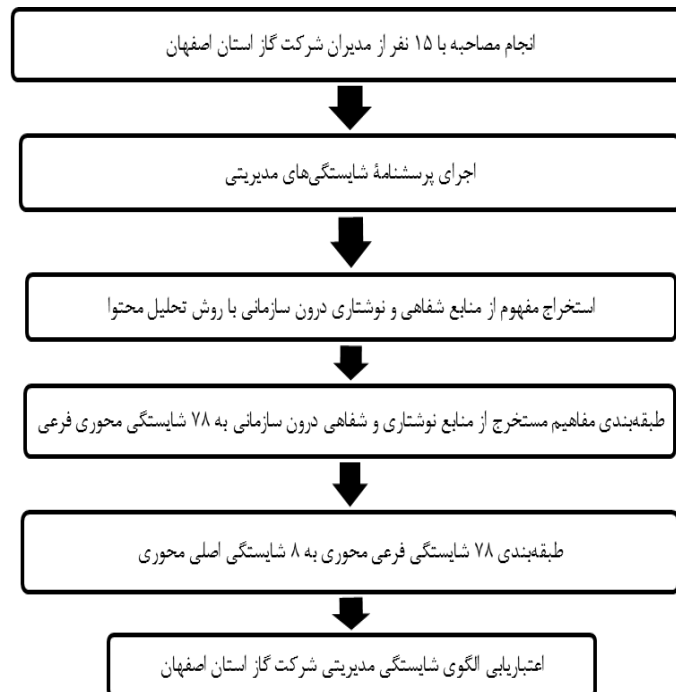 انجام مصاحبه با ۱۵ نفر از مدیران شرکت گاز استان اصفهان
اجرای پرسشنامۀ شایستگی‌های مدیریتی
استخراج مفهوم از منابع شفاهی و نوشتاری درون سازمانی با روش تحلیل محتوا
طبقه‌بندی مفاهیم مستخرج از منابع نوشتاری و شفاهی درون سازمانی به ۷۸ شایستگی محوری فرعی
طبقه‌بندی ۷۸ شایستگی فرعی محوری به ۸ شایستگی اصلی محوری
اعتباریابی الگوی شایستگی مدیریتی شرکت گاز استان اصفهان